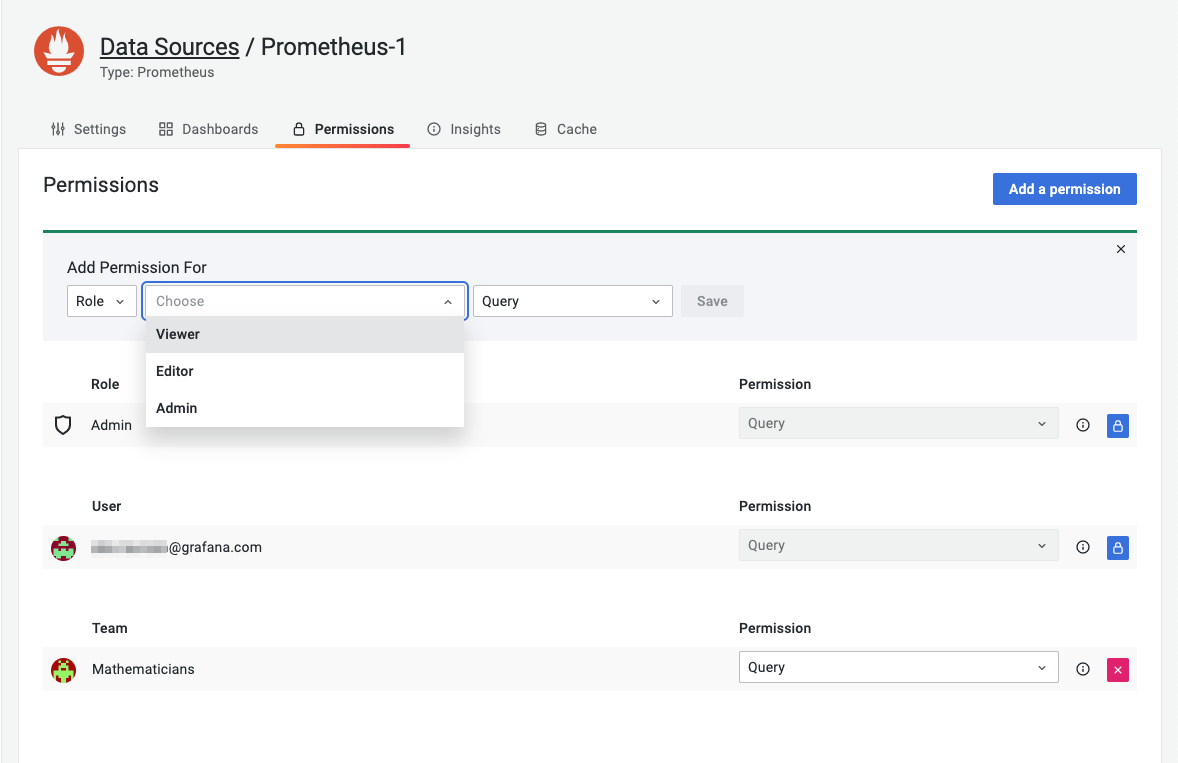 Data Sources / Prometheus-1
Type: Prometheus
Settings Dashboards Permissions Insights Cache
Permissions
Add a permission
Add Permission For
Role Choose Query Save
Viewer
Editor
Admin
Role Permission
Admin Query
User Permission
@grafana.com Query
Team Permission
Mathematicians Query